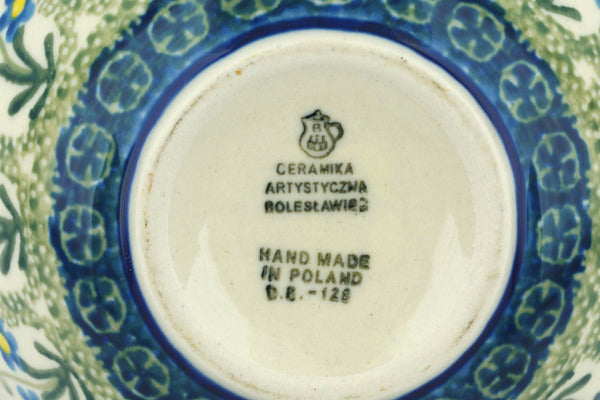 CERAMIKA
ARTYSTYCZNA
BOLESŁAWIEC
HAND MADE
IN POLAND
D.B.-128